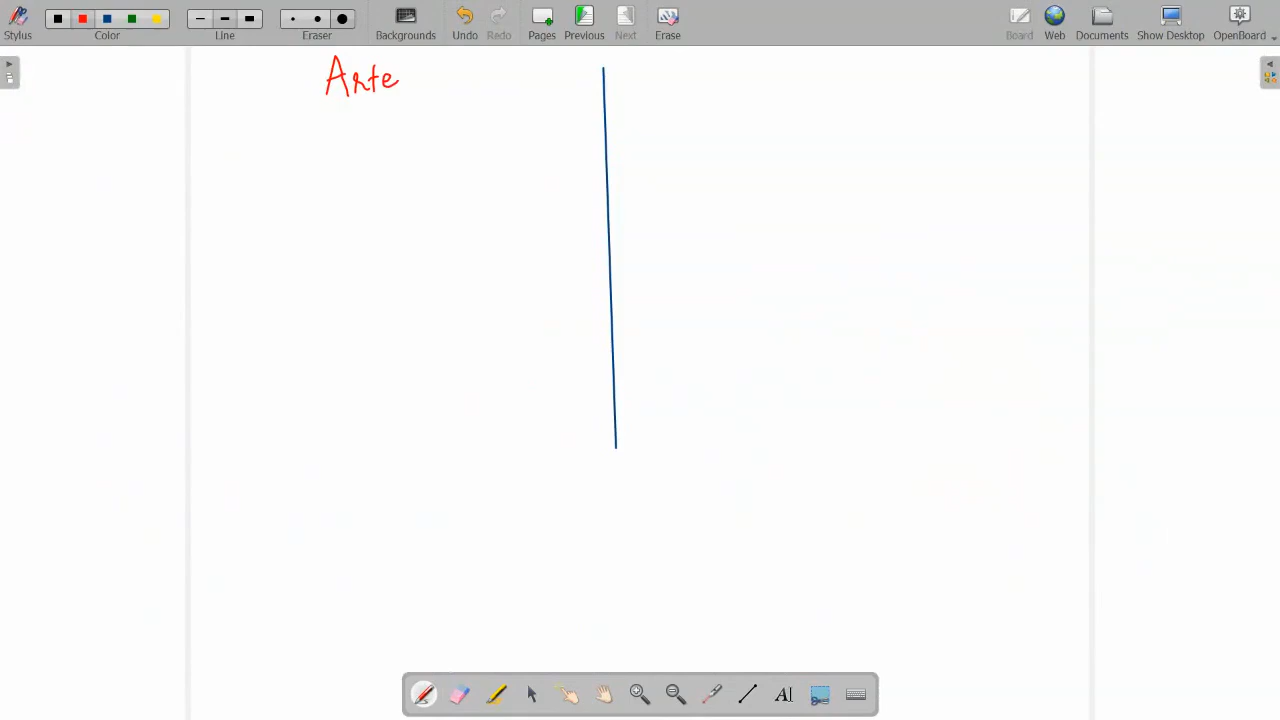 Stylus
Color
Line
Eraser
Backgrounds
Undo
Redo
Pages
Previous
Next
Erase
Board
Web
Documents
Show Desktop
OpenBoard
Arte